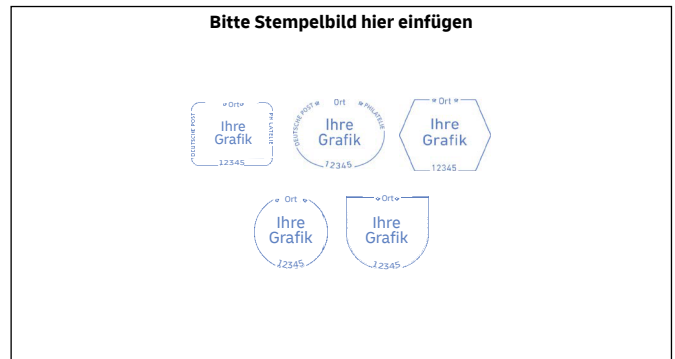 Bitte Stempelbild hier einfügen
Ort
DEUTSCHE POST
Ihre
Grafik
PHILATELIE
12345
Ort
DEUTSCHE POST
PHILATELIE
Ihre
Grafik
12345
Ort
Ihre
Grafik
12345
Ort
Ihre
Grafik
12345
Ort
Ihre
Grafik
12345